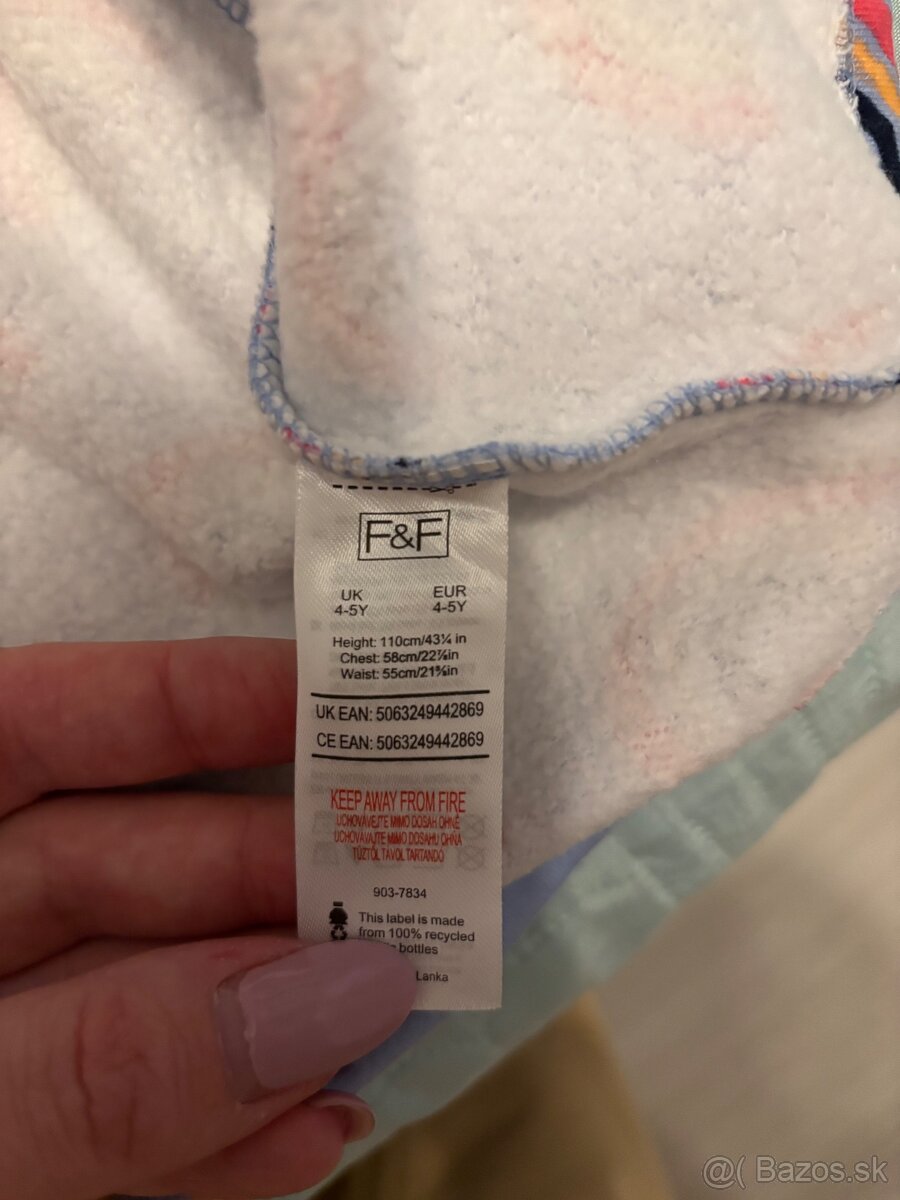 F&F
UK EUR
4-5Y 4-5Y
Height: 110cm/43¼ in
Chest: 58cm/22⅞in
Waist: 55cm/21⅝in
UK EAN: 5063249442869
CE EAN: 5063249442869
KEEP AWAY FROM FIRE
UCHOVÁVEJTE MIMO DOSAH OHNĚ
UCHOVÁVAJTE MIMO DOSAHU OHŇA
TŰZTŐL TÁVOL TARTANDÓ
903-7834
This label is made
from 100% recycled
bottles
Lanka
@( Bazos.sk